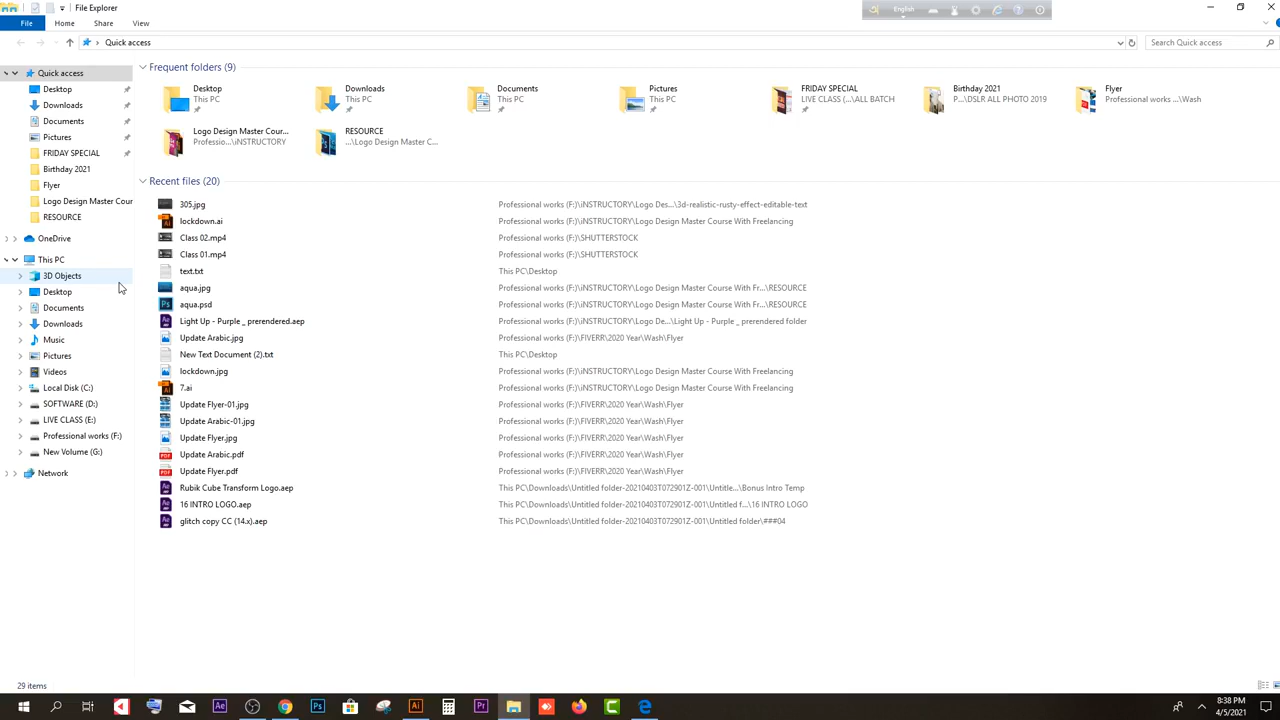 File Explorer
English
File Home Share View
Quick access
Search Quick access
Quick access
Desktop
Downloads
Documents
Pictures
FRIDAY SPECIAL
Birthday 2021
Flyer
Logo Design Master Cour
RESOURCE
OneDrive
This PC
3D Objects
Desktop
Documents
Downloads
Music
Pictures
Videos
Local Disk (C:)
SOFTWARE (D:)
LIVE CLASS (E:)
Professional works (F:)
New Volume (G:)
Network
Frequent folders (9)
Desktop
This PC
Downloads
This PC
Documents
This PC
Pictures
This PC
FRIDAY SPECIAL
LIVE CLASS (...\ALL BATCH
Birthday 2021
P...\DSLR ALL PHOTO 2019
Flyer
Professional works ...\Wash
Logo Design Master Cour...
Professio...\iNSTRUCTORY
RESOURCE
...\Logo Design Master C...
Recent files (20)
305.jpg Professional works (F:)\iNSTRUCTORY\Logo Des...\3d-realistic-rusty-effect-editable-text
lockdown.ai Professional works (F:)\iNSTRUCTORY\Logo Design Master Course With Freelancing
Class 02.mp4 Professional works (F:)\SHUTTERSTOCK
Class 01.mp4 Professional works (F:)\SHUTTERSTOCK
text.txt This PC\Desktop
aqua.jpg Professional works (F:)\iNSTRUCTORY\Logo Design Master Course With Fr...\RESOURCE
aqua.psd Professional works (F:)\iNSTRUCTORY\Logo Design Master Course With Fr...\RESOURCE
Light Up - Purple _ prerendered.aep Professional works (F:)\iNSTRUCTORY\Logo De...\Light Up - Purple _ prerendered folder
Update Arabic.jpg Professional works (F:)\FIVERR\2020 Year\Wash\Flyer
New Text Document (2).txt This PC\Desktop
lockdown.jpg Professional works (F:)\iNSTRUCTORY\Logo Design Master Course With Freelancing
7.ai Professional works (F:)\iNSTRUCTORY\Logo Design Master Course With Freelancing
Update Flyer-01.jpg Professional works (F:)\FIVERR\2020 Year\Wash\Flyer
Update Arabic-01.jpg Professional works (F:)\FIVERR\2020 Year\Wash\Flyer
Update Flyer.jpg Professional works (F:)\FIVERR\2020 Year\Wash\Flyer
Update Arabic.pdf Professional works (F:)\FIVERR\2020 Year\Wash\Flyer
Update Flyer.pdf Professional works (F:)\FIVERR\2020 Year\Wash\Flyer
Rubik Cube Transform Logo.aep This PC\Downloads\Untitled folder-20210403T072901Z-001\Untitle...\Bonus Intro Temp
16 INTRO LOGO.aep This PC\Downloads\Untitled folder-20210403T072901Z-001\Untitled f...\16 INTRO LOGO
glitch copy CC (14.x).aep This PC\Downloads\Untitled folder-20210403T072901Z-001\Untitled folder\###04
29 items
8:38 PM
4/5/2021